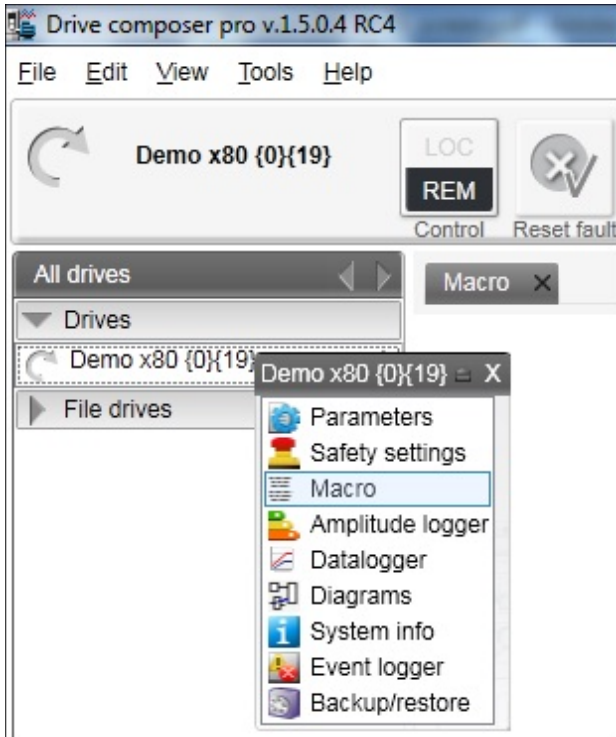 Drive composer pro v.1.5.0.4 RC4
File Edit View Tools Help
Demo x80 {0}{19}
LOC
REM
Control
Reset fault
All drives
Macro
Drives
Demo x80 {0}{19}
File drives
Demo x80 {0}{19} X
Parameters
Safety settings
Macro
Amplitude logger
Datalogger
Diagrams
System info
Event logger
Backup/restore